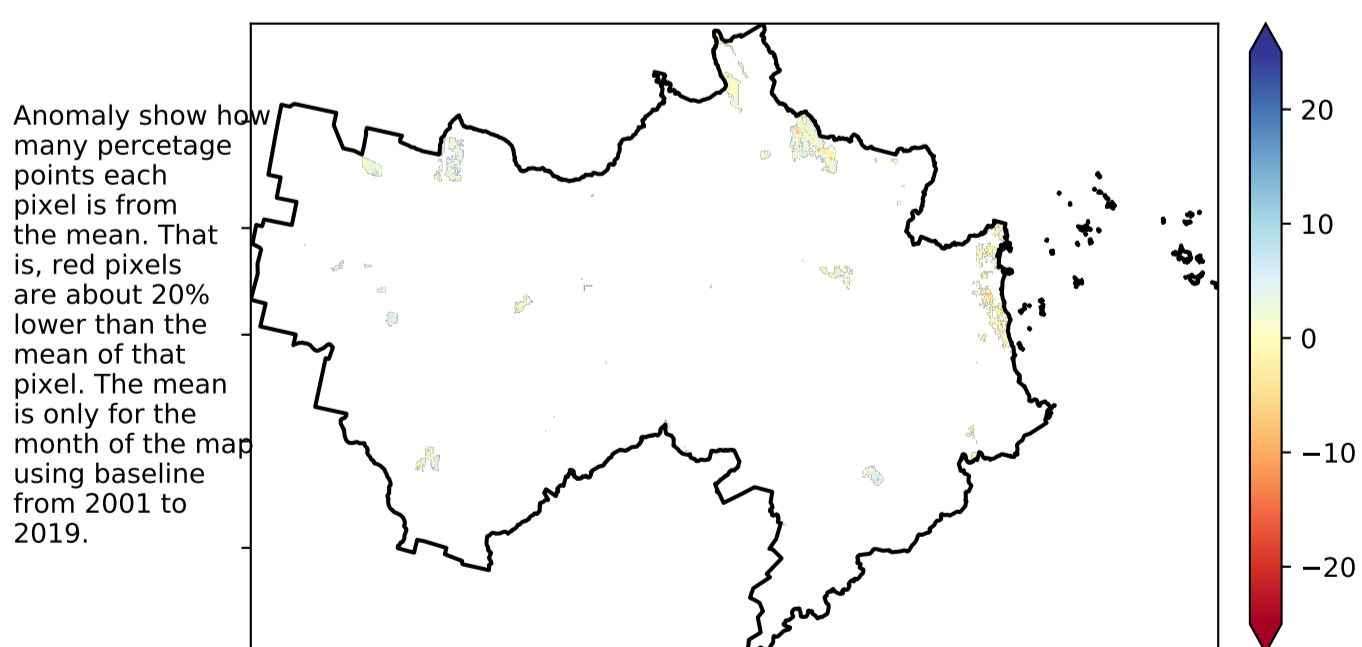 Anomaly show how
many percetage
points each
pixel is from
the mean. That
is, red pixels
are about 20%
lower than the
mean of that
pixel. The mean
is only for the
month of the map
using baseline
from 2001 to
2019.
20
10
0
−10
−20